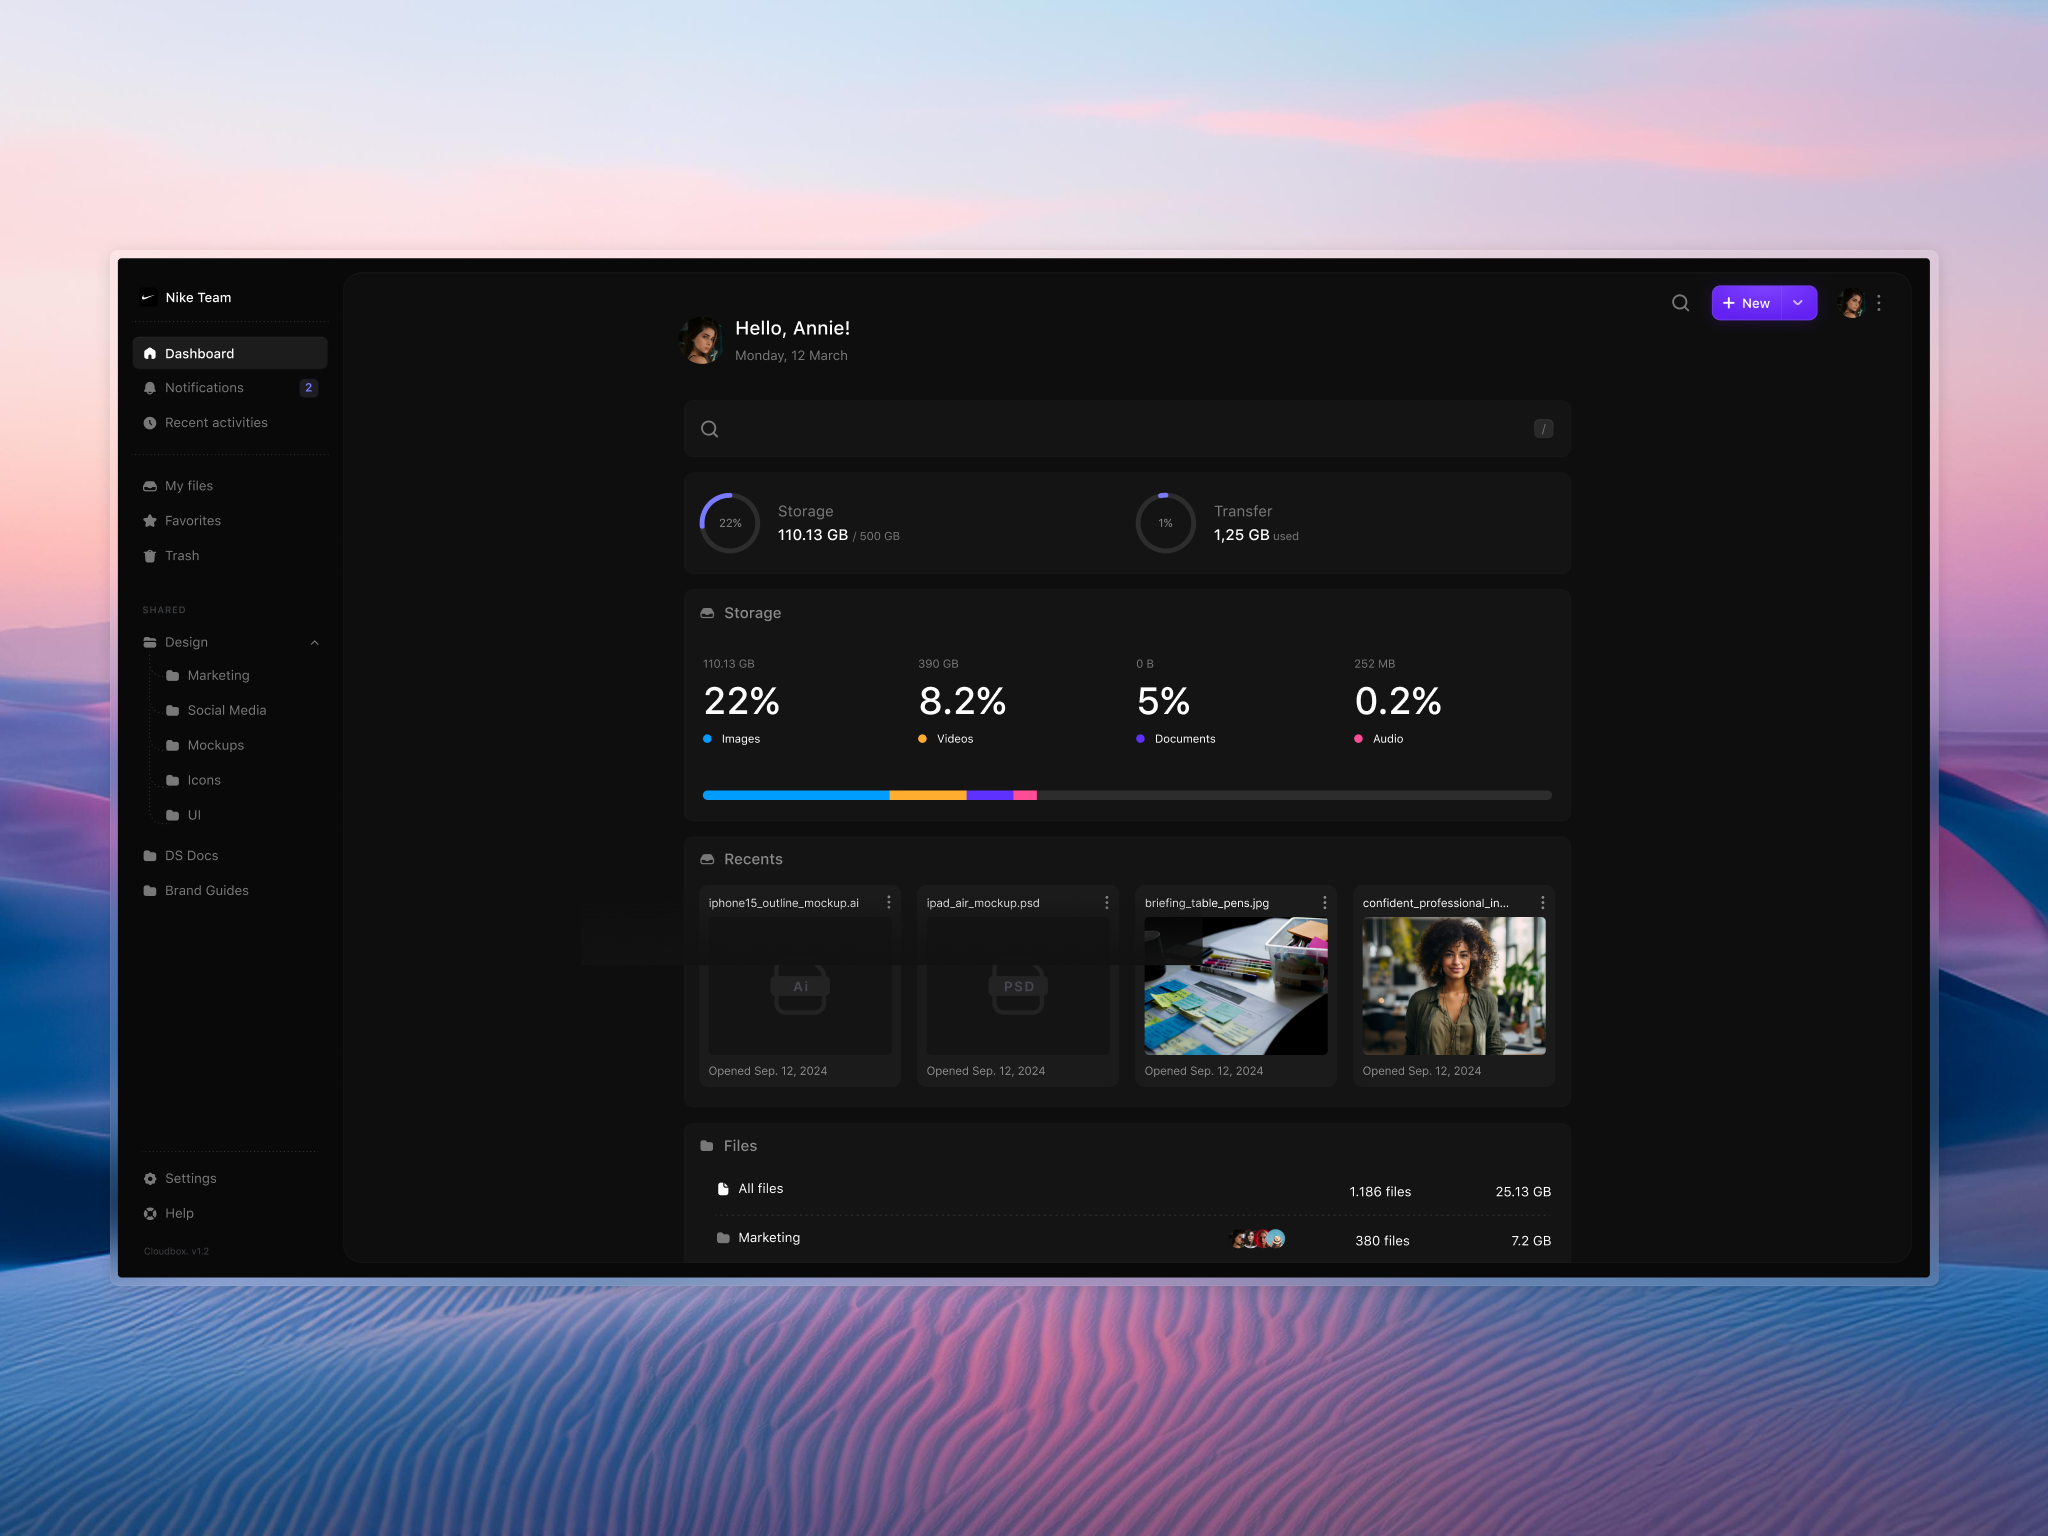 Nike Team
Dashboard
Notifications 2
Recent activities
My files
Favorites
Trash
SHARED
Design
Marketing
Social Media
Mockups
Icons
UI
DS Docs
Brand Guides
Settings
Help
Cloudbox. v1.2
New
Hello, Annie!
Monday, 12 March
/
22%
Storage
110.13 GB / 500 GB
1%
Transfer
1,25 GB used
Storage
110.13 GB
22%
Images
390 GB
8.2%
Videos
0 B
5%
Documents
252 MB
0.2%
Audio
Recents
iphone15_outline_mockup.ai
Ai
Opened Sep. 12, 2024
ipad_air_mockup.psd
PSD
Opened Sep. 12, 2024
briefing_table_pens.jpg
Opened Sep. 12, 2024
confident_professional_in...
Opened Sep. 12, 2024
Files
All files 1.186 files 25.13 GB
Marketing 380 files 7.2 GB